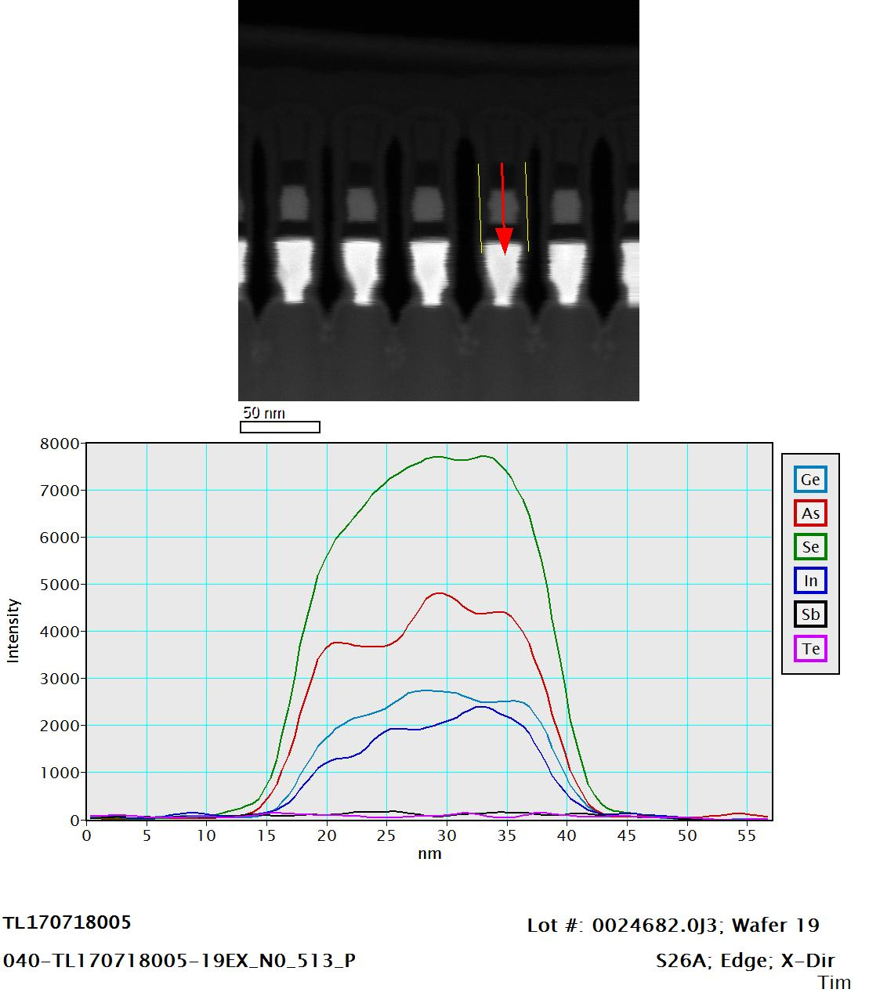 50 nm
8000
7000
6000
5000
4000
3000
2000
1000
0
Intensity
0 5 10 15 20 25 30 35 40 45 50 55
nm
Ge
As
Se
In
Sb
Te
TL170718005
Lot #: 0024682.0J3; Wafer 19
040-TL170718005-19EX_N0_513_P
S26A; Edge; X-Dir
Tim